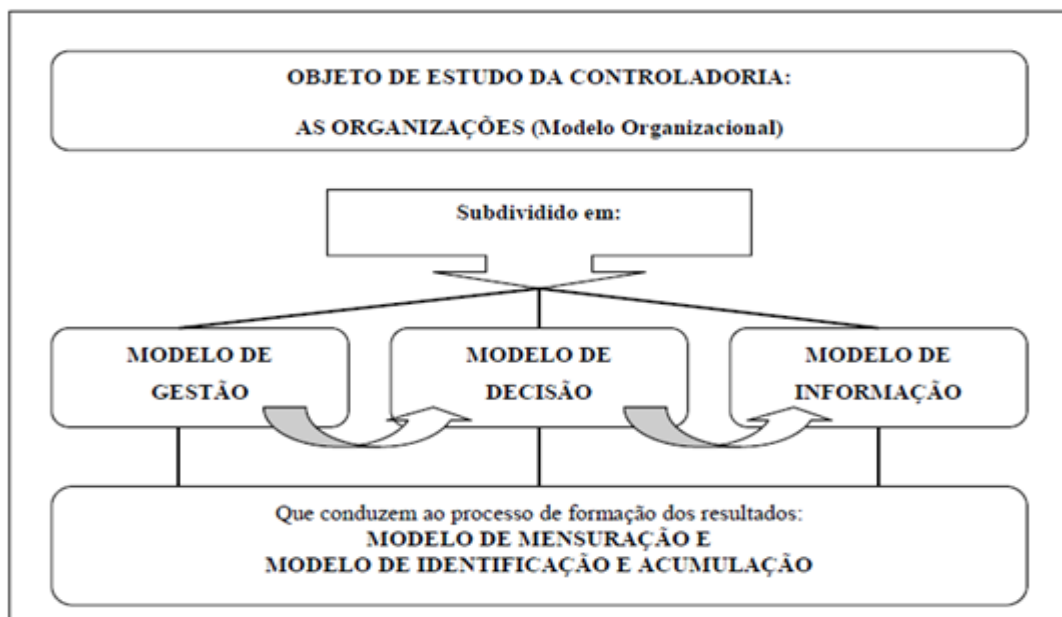 OBJETO DE ESTUDO DA CONTROLADORIA:
AS ORGANIZAÇÕES (Modelo Organizacional)
Subdividido em:
MODELO DE
GESTÃO
MODELO DE
DECISÃO
MODELO DE
INFORMAÇÃO
Que conduzem ao processo de formação dos resultados:
MODELO DE MENSURAÇÃO E
MODELO DE IDENTIFICAÇÃO E ACUMULAÇÃO